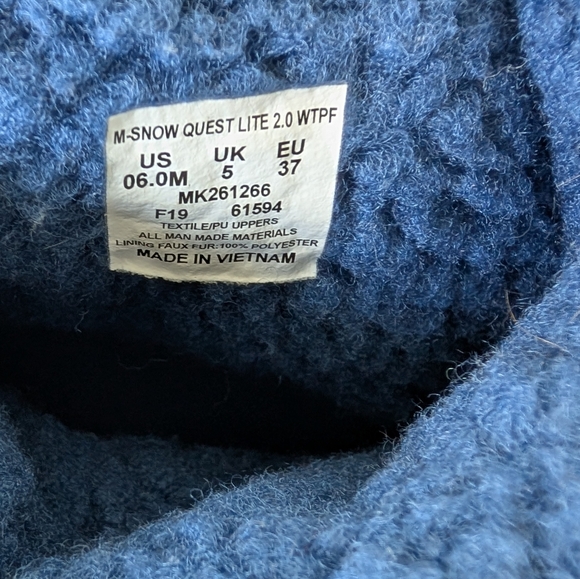 M-SNOW QUEST LITE 2.0 WTPF
US UK EU
06.0M 5 37
MK261266
F19 61594
TEXTILE/PU UPPERS
ALL MAN MADE MATERIALS
LINING FAUX FUR:100% POLYESTER
MADE IN VIETNAM